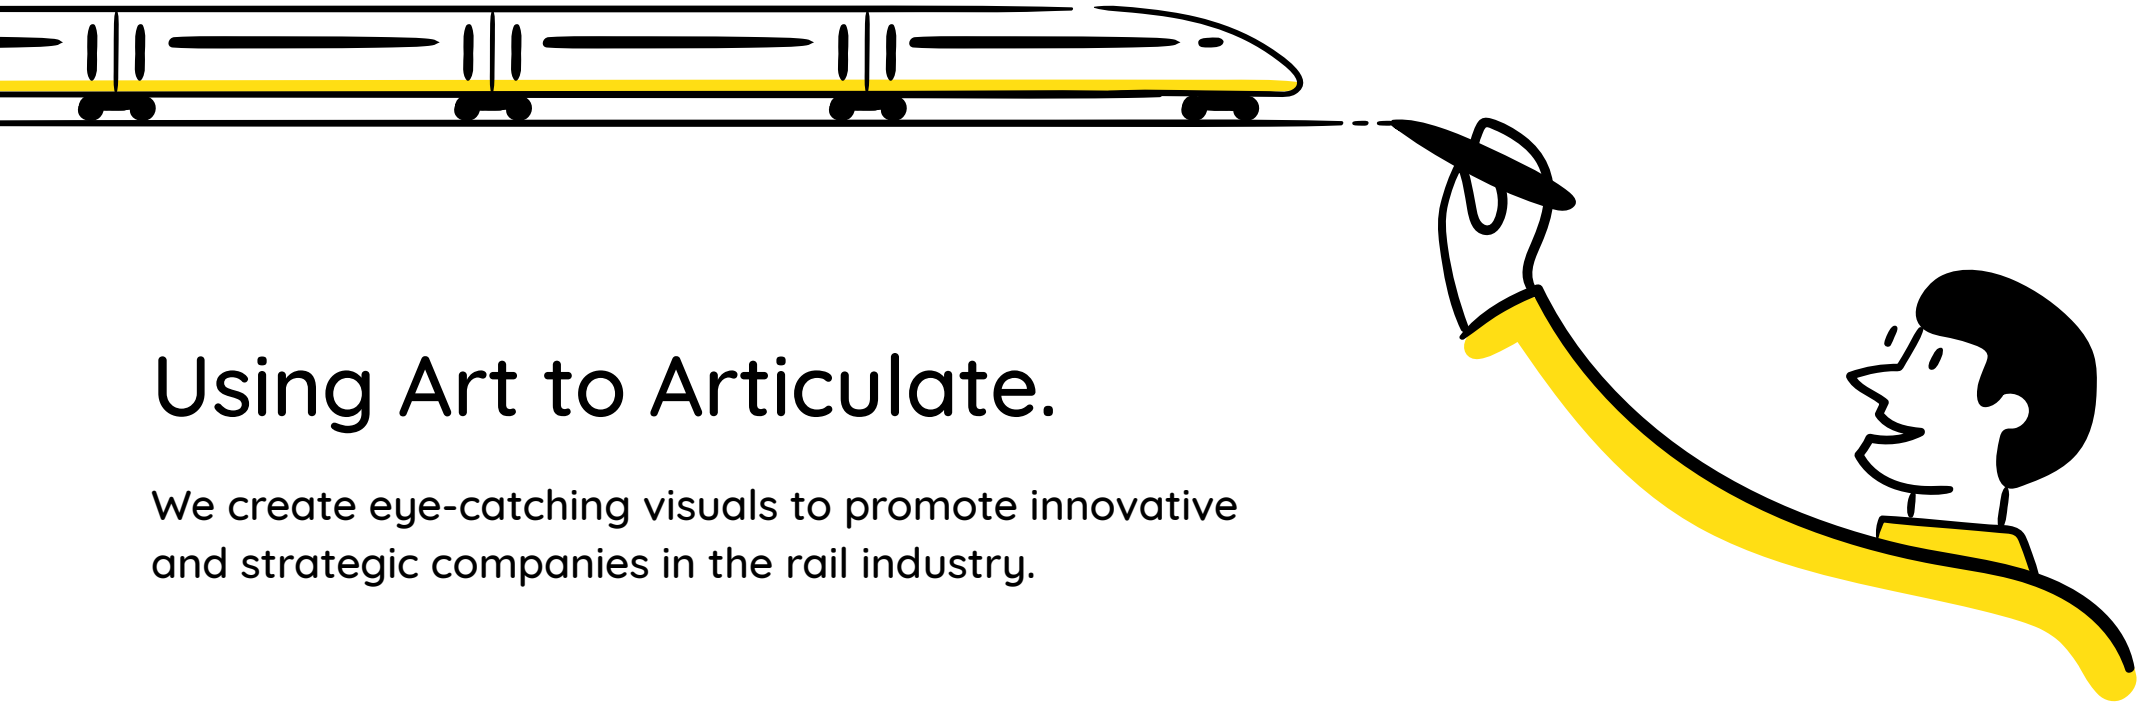 Using Art to Articulate.
We create eye-catching visuals to promote innovative
and strategic companies in the rail industry.